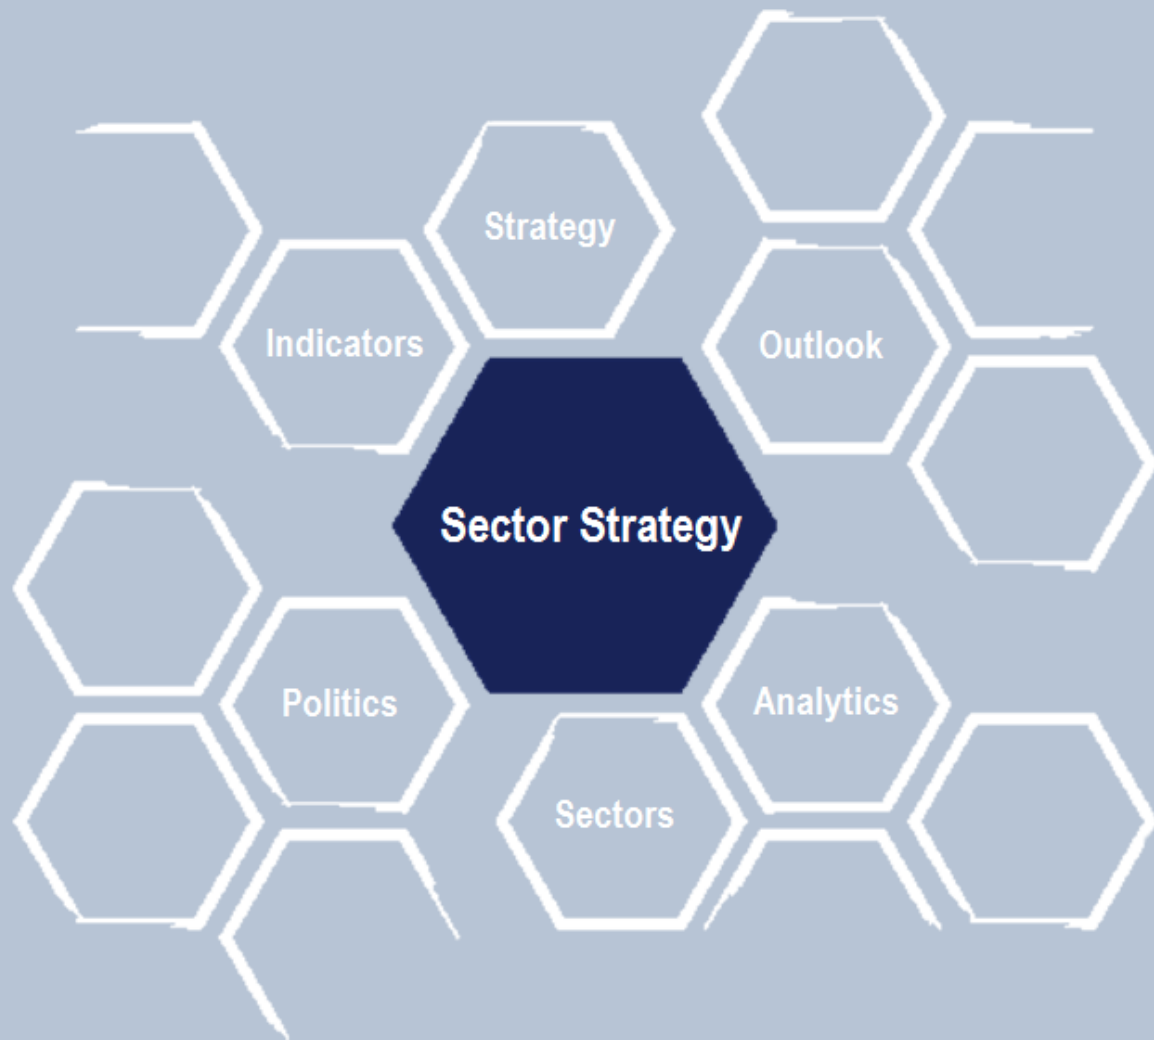 Strategy
Indicators
Outlook
Sector Strategy
Politics
Analytics
Sectors